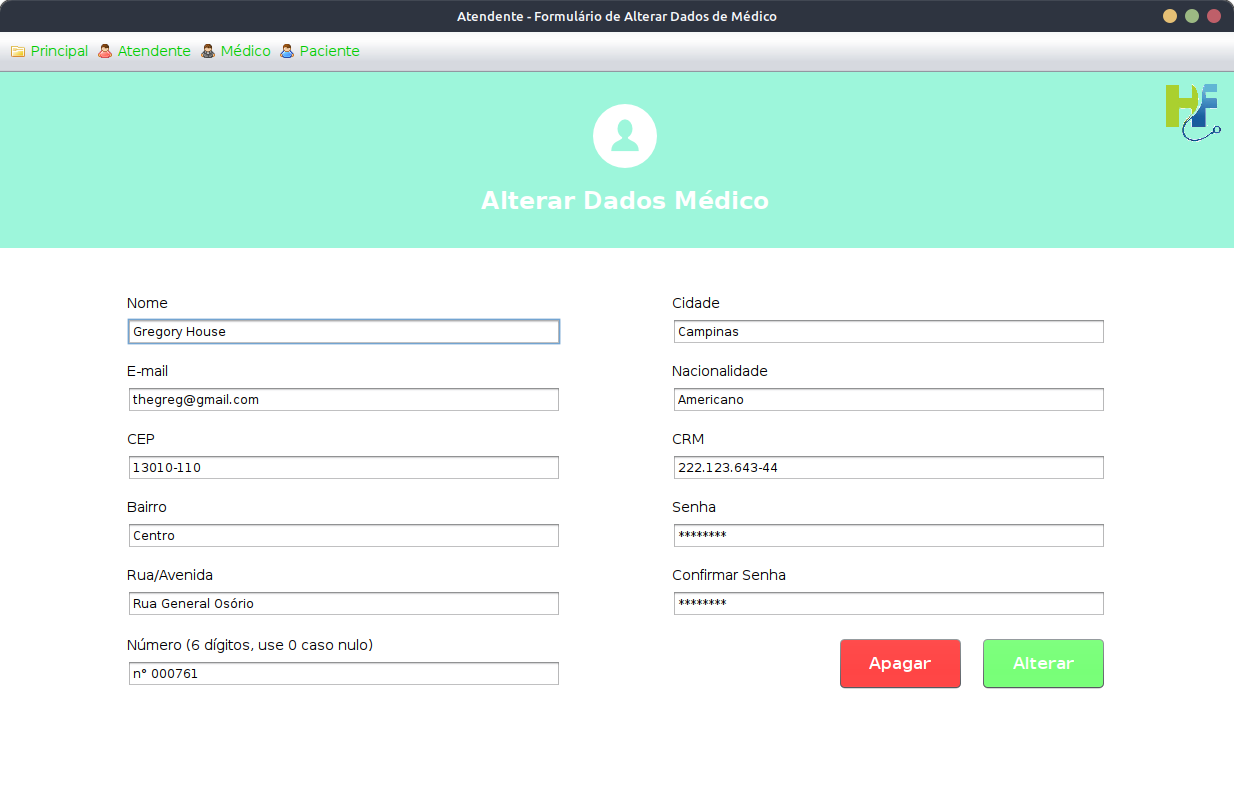 Atendente - Formulário de Alterar Dados de Médico
Principal Atendente Médico Paciente
HF
Alterar Dados Médico
Nome
Gregory House
E-mail
thegreg@gmail.com
CEP
13010-110
Bairro
Centro
Rua/Avenida
Rua General Osório
Número (6 dígitos, use 0 caso nulo)
n° 000761
Cidade
Campinas
Nacionalidade
Americano
CRM
222.123.643-44
Senha
********
Confirmar Senha
********
Apagar Alterar